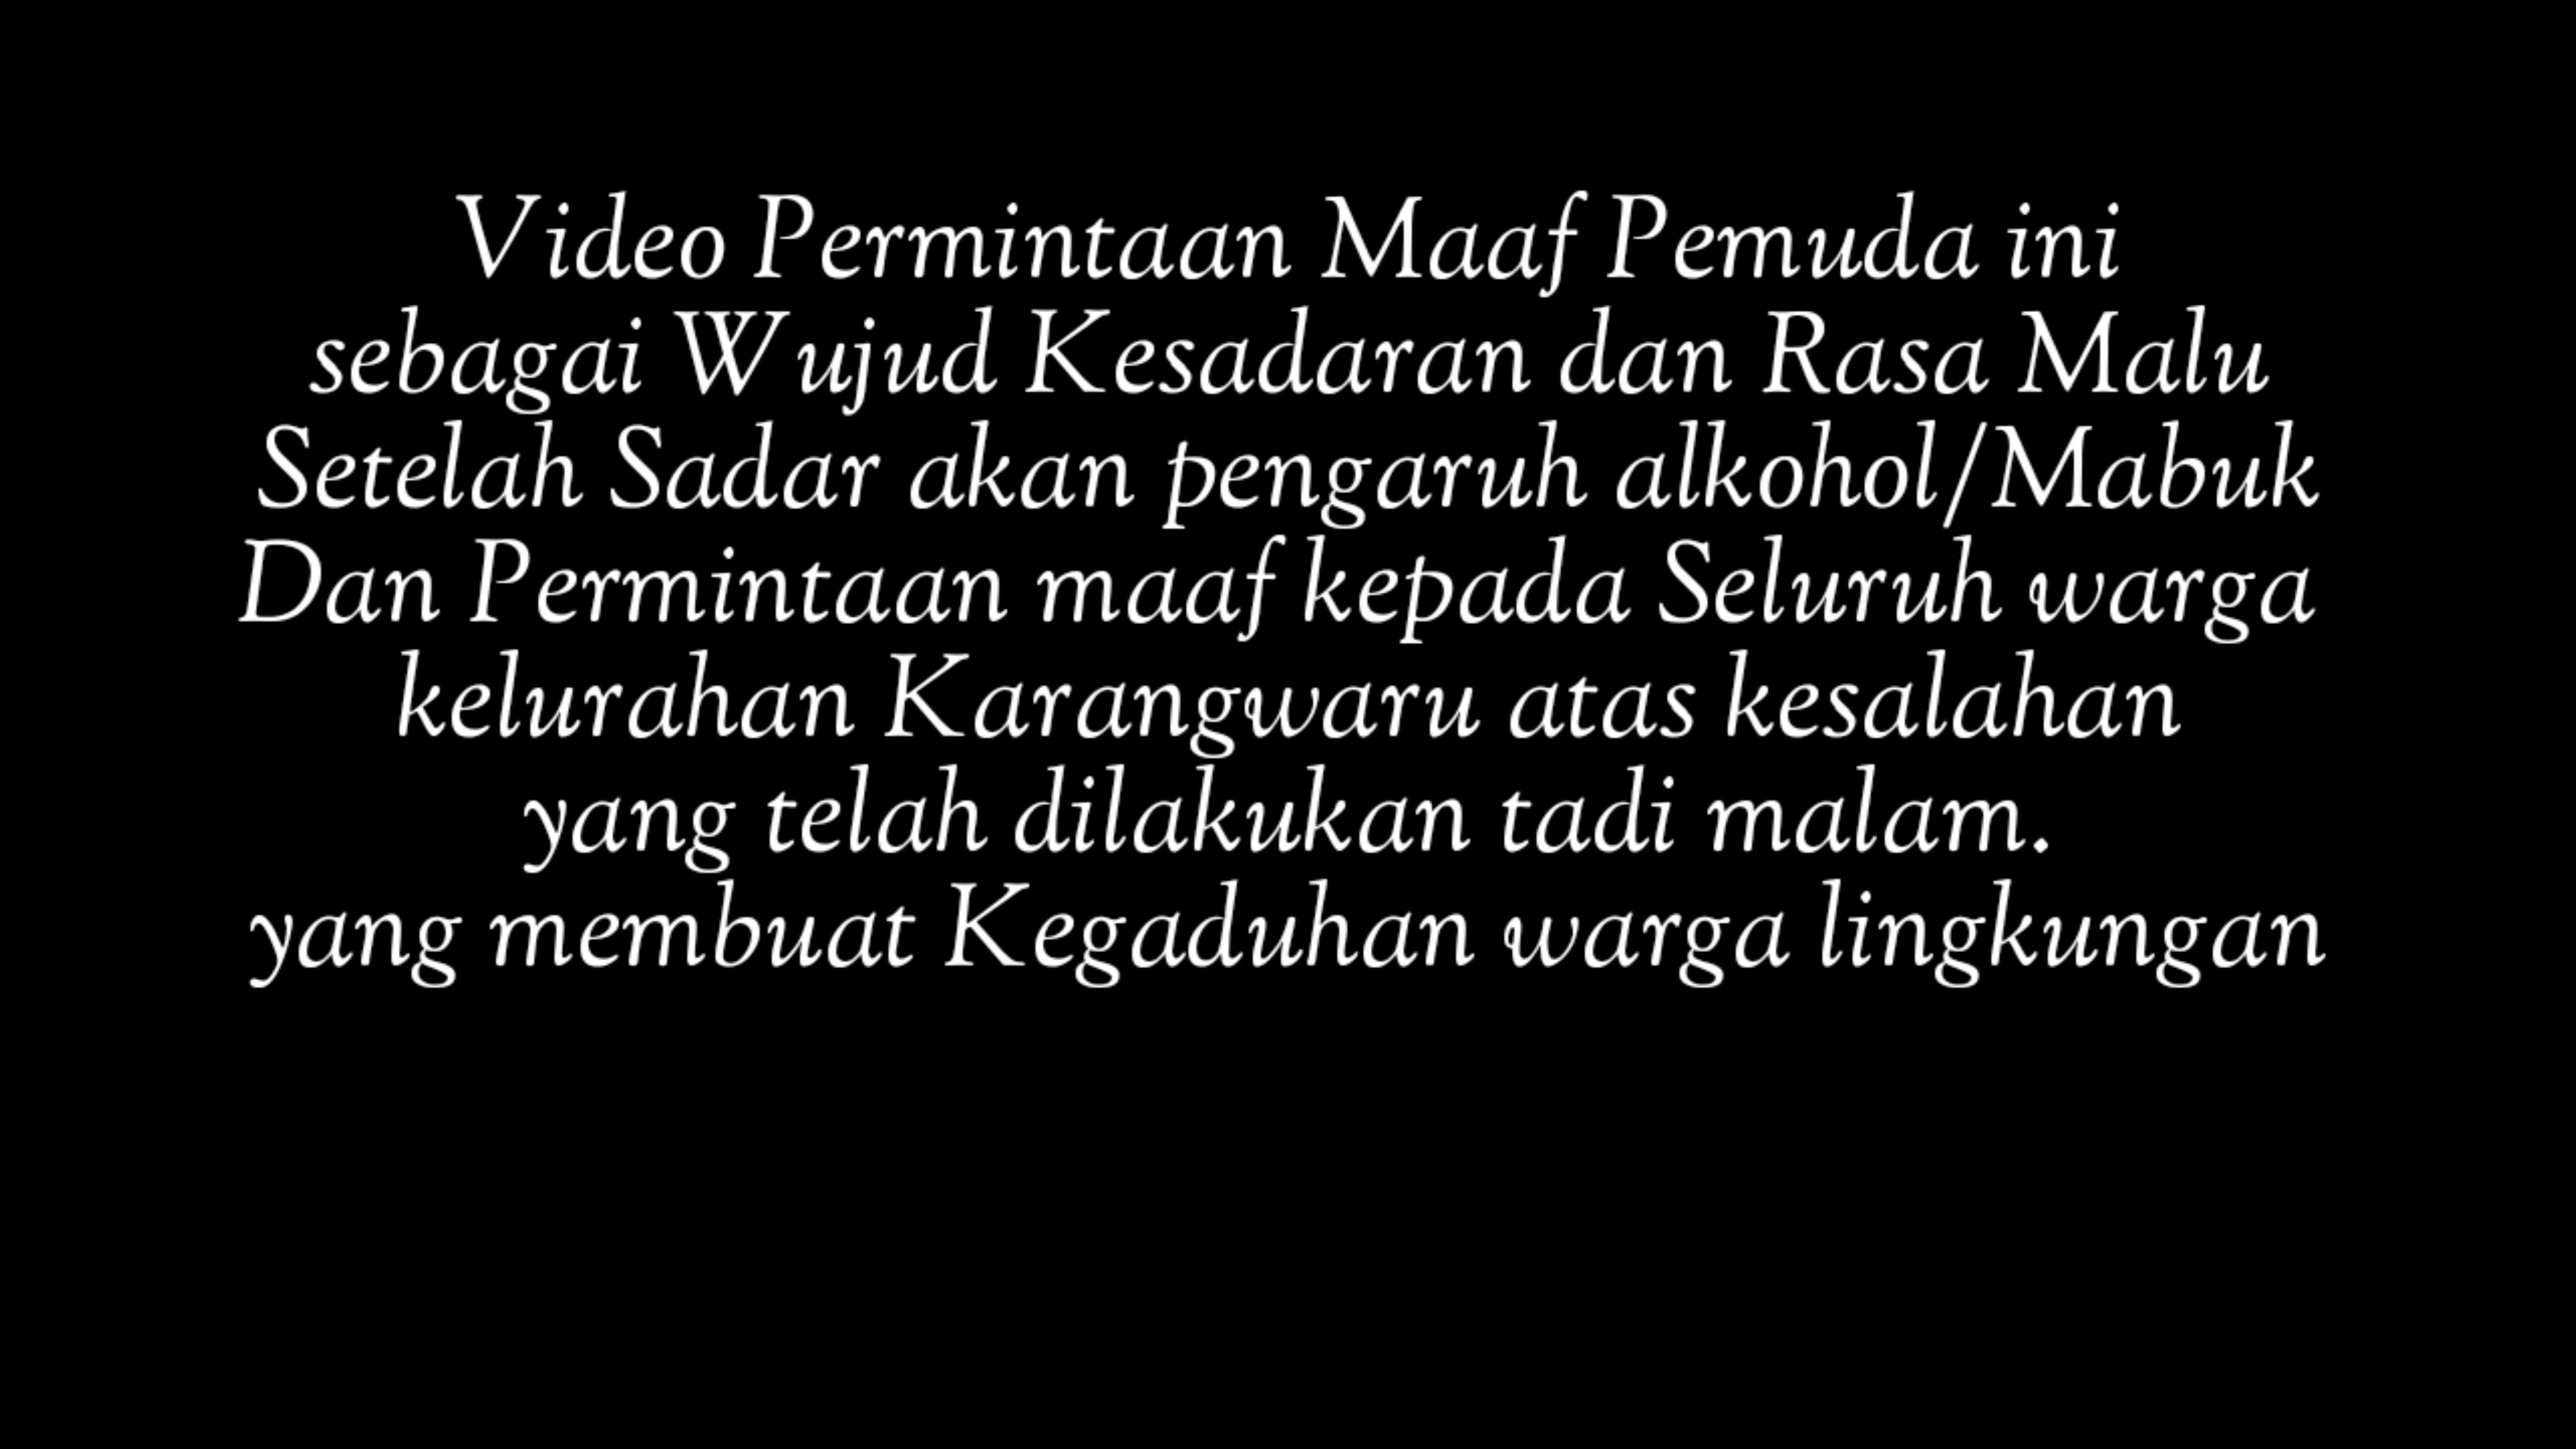 Video Permintaan Maaf Pemuda ini
sebagai Wujud Kesadaran dan Rasa Malu
Setelah Sadar akan pengaruh alkohol/Mabuk
Dan Permintaan maaf kepada Seluruh warga
kelurahan Karangwaru atas kesalahan
yang telah dilakukan tadi malam.
yang membuat Kegaduhan warga lingkungan